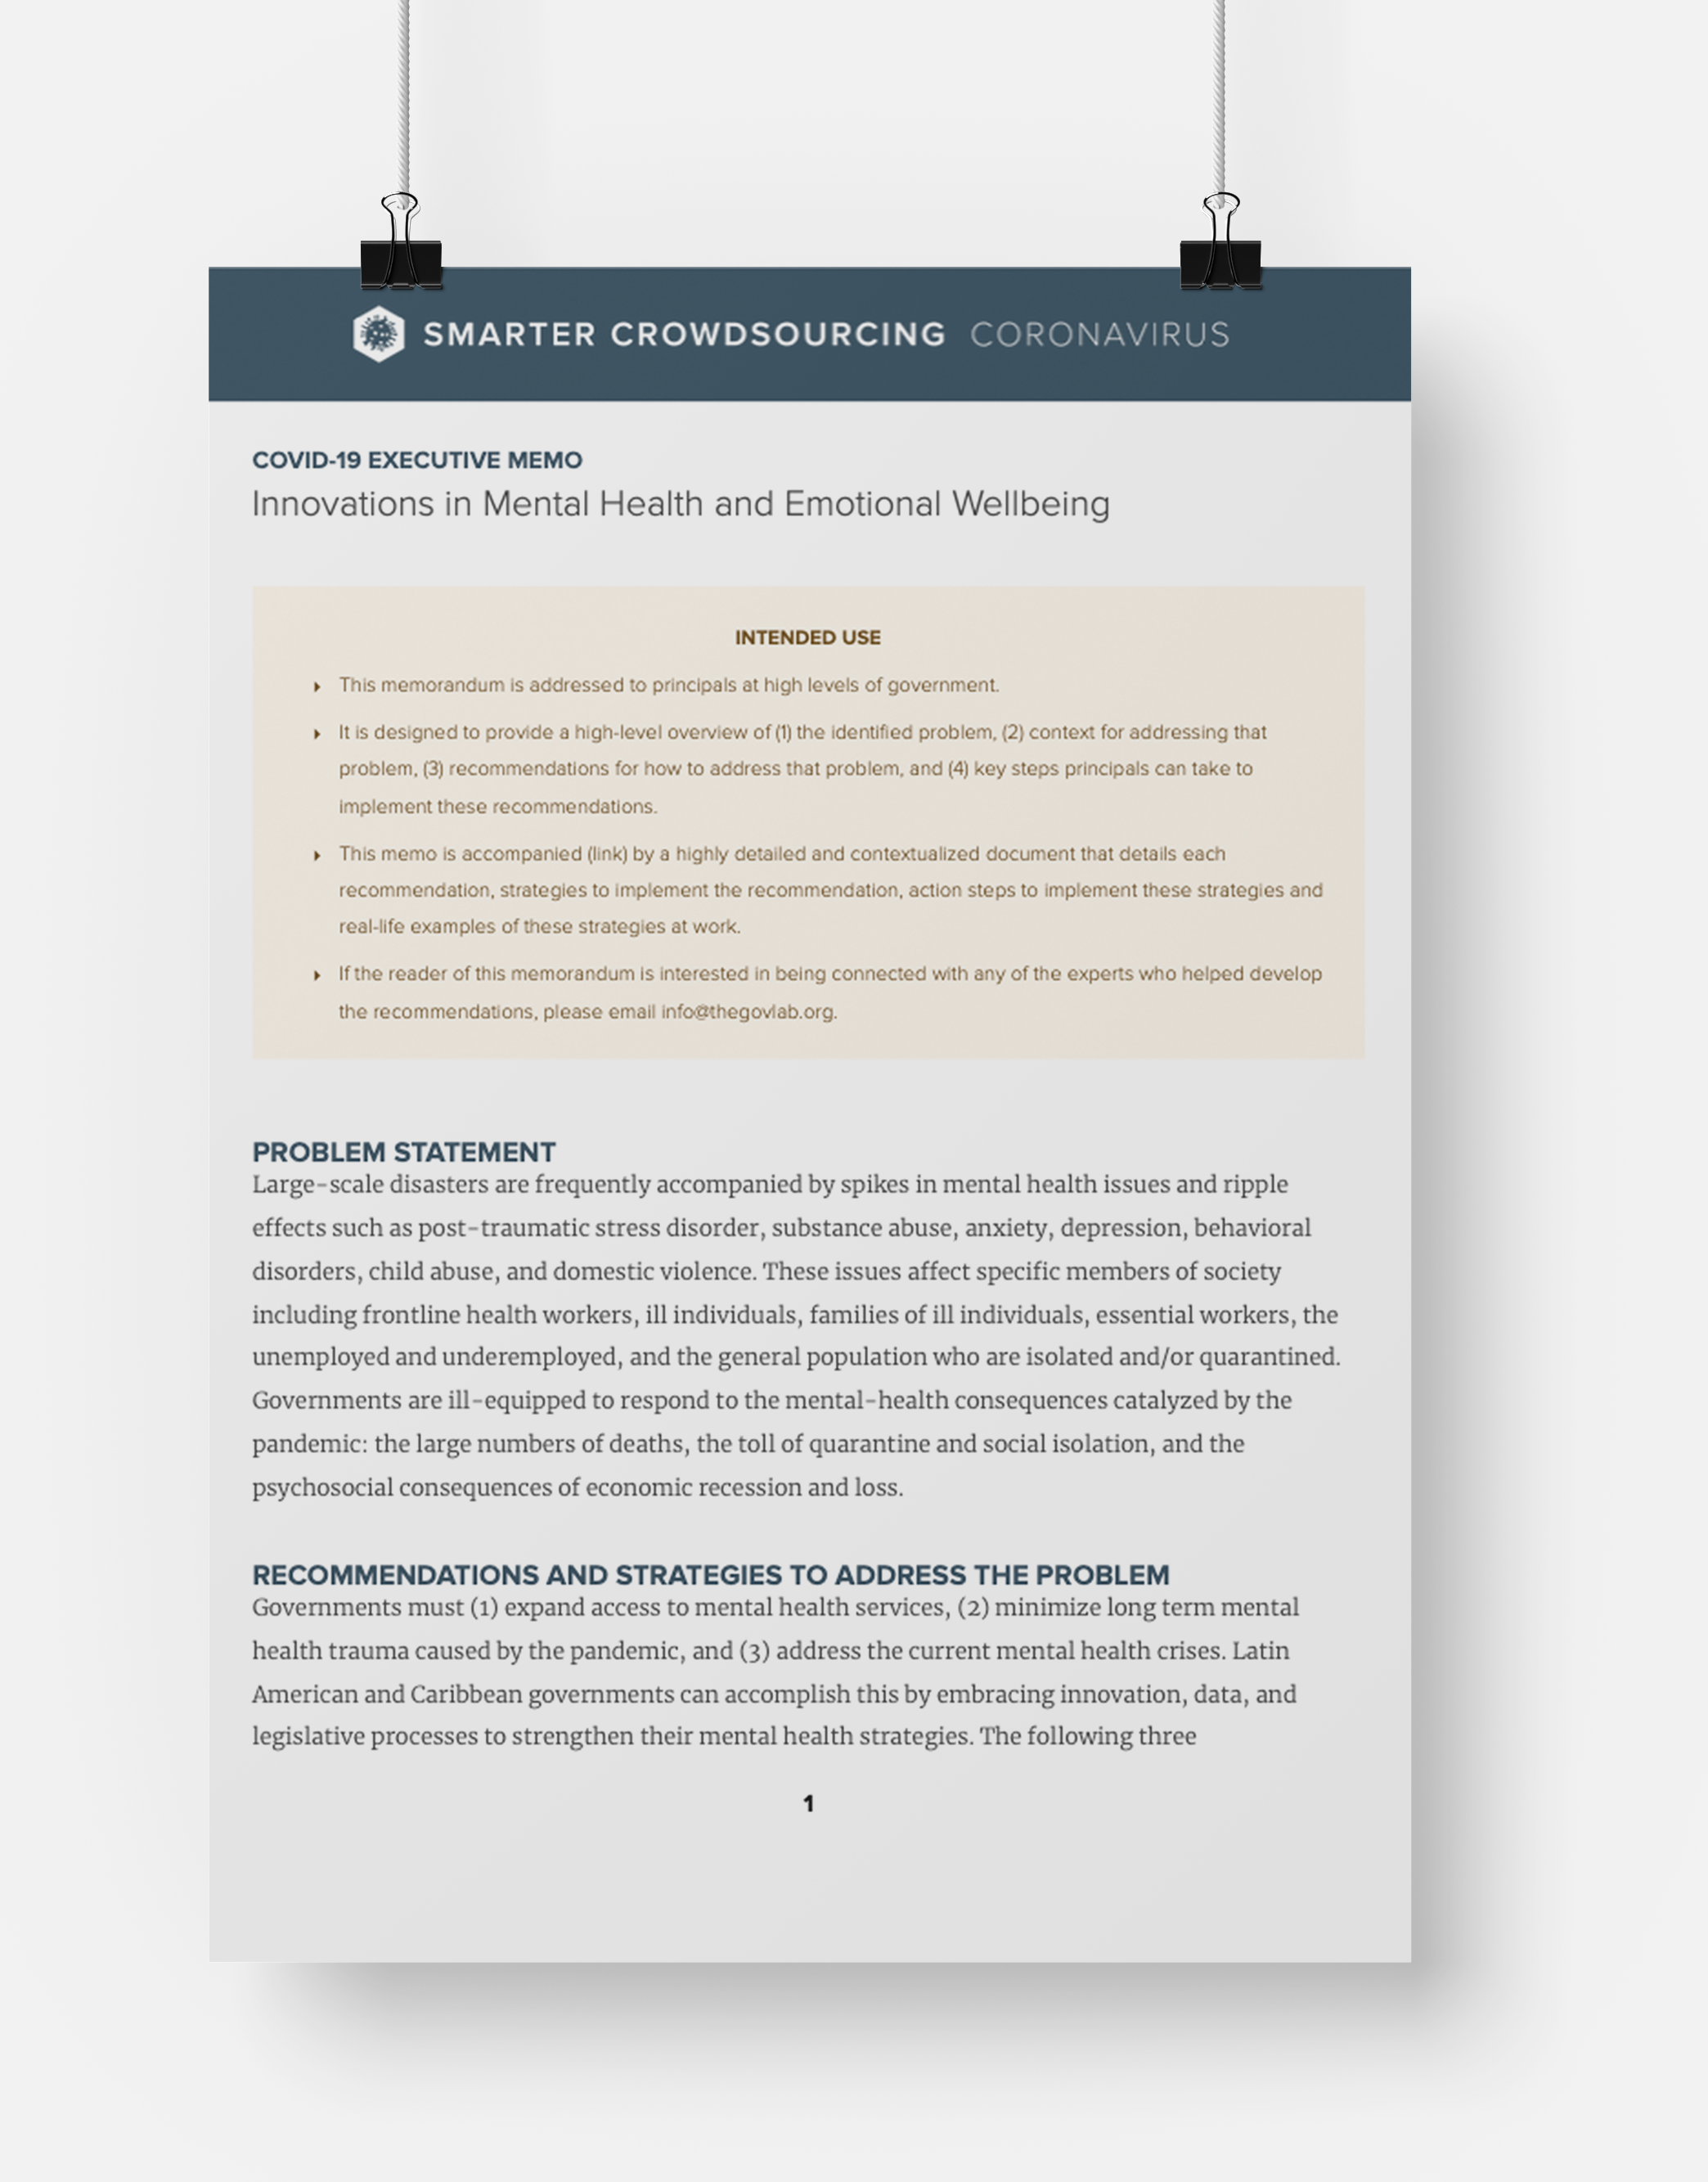 SMARTER CROWDSOURCING CORONAVIRUS
COVID-19 EXECUTIVE MEMO
Innovations in Mental Health and Emotional Wellbeing
INTENDED USE
This memorandum is addressed to principals at high levels of government.
It is designed to provide a high-level overview of (1) the identified problem, (2) context for addressing that
problem, (3) recommendations for how to address that problem, and (4) key steps principals can take to
implement these recommendations.
This memo is accompanied (link) by a highly detailed and contextualized document that details each
recommendation, strategies to implement the recommendation, action steps to implement these strategies and
real-life examples of these strategies at work.
If the reader of this memorandum is interested in being connected with any of the experts who helped develop
the recommendations, please email info@thegovlab.org.
PROBLEM STATEMENT
Large-scale disasters are frequently accompanied by spikes in mental health issues and ripple
effects such as post-traumatic stress disorder, substance abuse, anxiety, depression, behavioral
disorders, child abuse, and domestic violence. These issues affect specific members of society
including frontline health workers, ill individuals, families of ill individuals, essential workers, the
unemployed and underemployed, and the general population who are isolated and/or quarantined.
Governments are ill-equipped to respond to the mental-health consequences catalyzed by the
pandemic: the large numbers of deaths, the toll of quarantine and social isolation, and the
psychosocial consequences of economic recession and loss.
RECOMMENDATIONS AND STRATEGIES TO ADDRESS THE PROBLEM
Governments must (1) expand access to mental health services, (2) minimize long term mental
health trauma caused by the pandemic, and (3) address the current mental health crises. Latin
American and Caribbean governments can accomplish this by embracing innovation, data, and
legislative processes to strengthen their mental health strategies. The following three
1